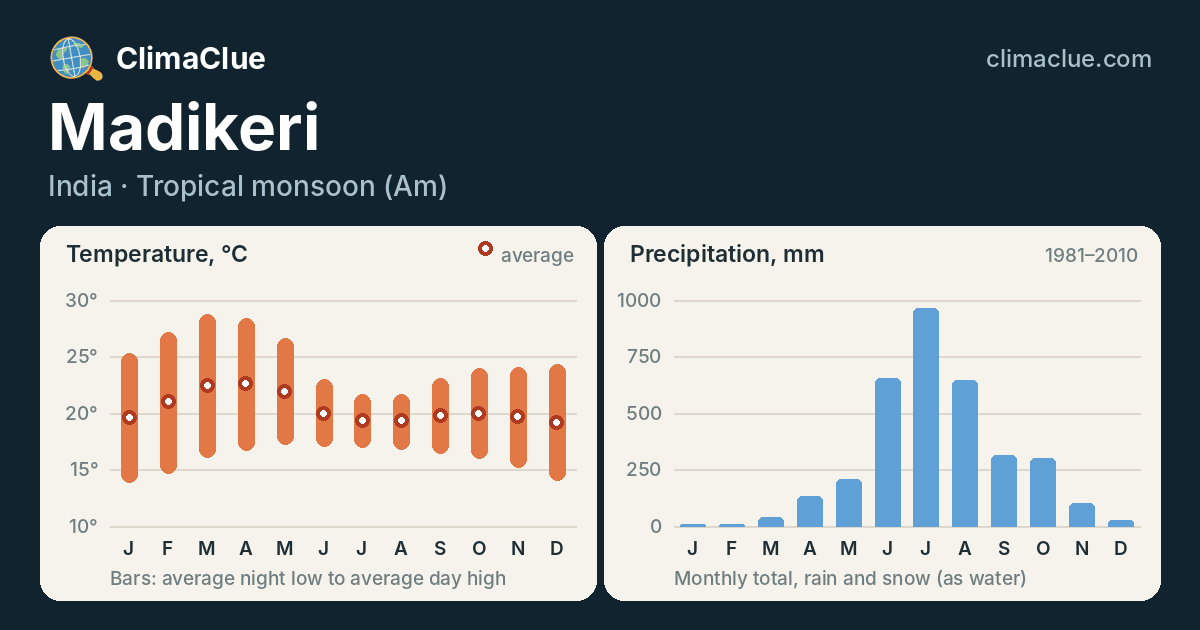 ClimaClue
climaclue.com
Madikeri
India · Tropical monsoon (Am)
Temperature, °C
average
30°
25°
20°
15°
10°
J F M A M J J A S O N D
Bars: average night low to average day high
Precipitation, mm
1981–2010
1000
750
500
250
0
J F M A M J J A S O N D
Monthly total, rain and snow (as water)